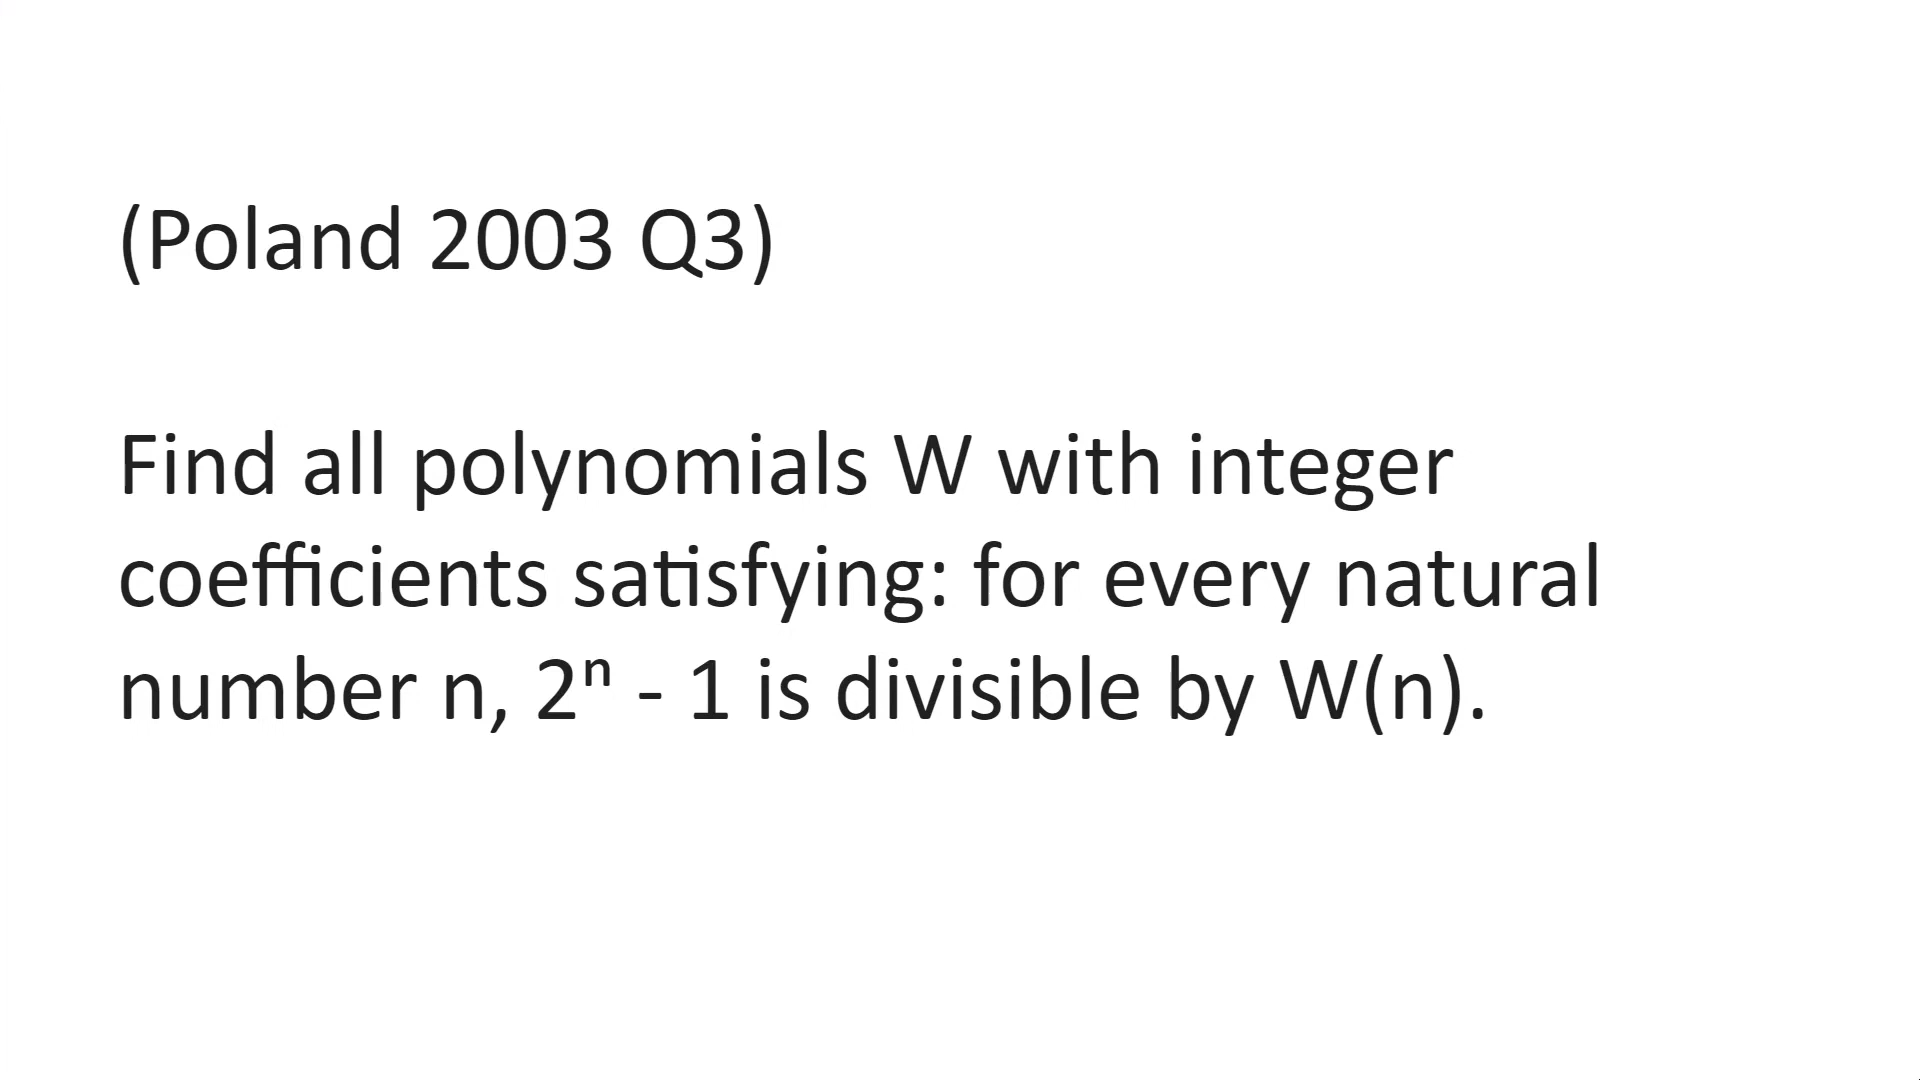 (Poland 2003 Q3)
Find all polynomials W with integer
coefficients satisfying: for every natural
number n, 2ⁿ - 1 is divisible by W(n).